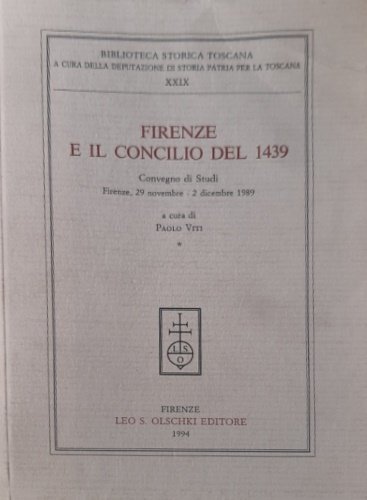 BIBLIOTECA STORICA TOSCANA
A CURA DELLA DEPUTAZIONE DI STORIA PATRIA PER LA TOSCANA
XXIX
FIRENZE
E IL CONCILIO DEL 1439
Convegno di Studi
Firenze, 29 novembre - 2 dicembre 1989
a cura di
PAOLO VITI
*
L S
O
FIRENZE
LEO S. OLSCHKI EDITORE
1994